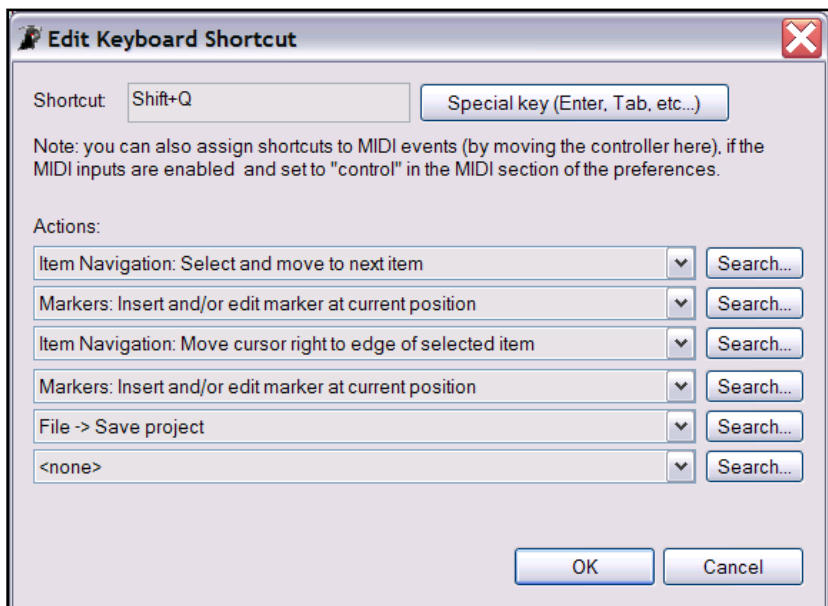 Edit Keyboard Shortcut
Shortcut: Shift+Q Special key (Enter, Tab, etc...)
Note: you can also assign shortcuts to MIDI events (by moving the controller here), if the
MIDI inputs are enabled and set to "control" in the MIDI section of the preferences.
Actions:
Item Navigation: Select and move to next item Search...
Markers: Insert and/or edit marker at current position Search...
Item Navigation: Move cursor right to edge of selected item Search...
Markers: Insert and/or edit marker at current position Search...
File -> Save project Search...
<none> Search...
OK Cancel